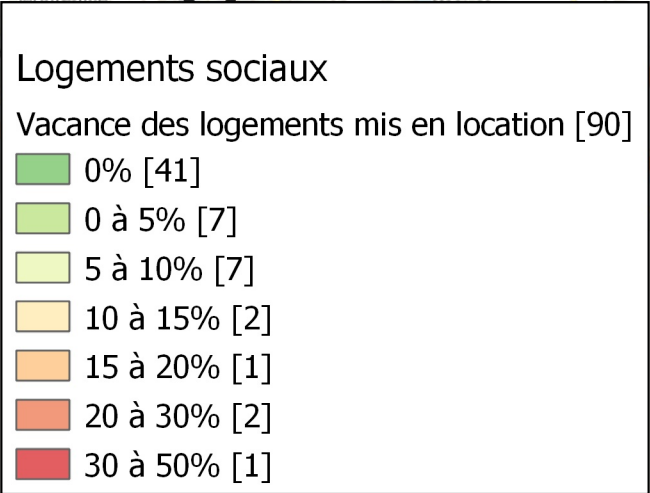 Logements sociaux
Vacance des logements mis en location [90]
0% [41]
0 à 5% [7]
5 à 10% [7]
10 à 15% [2]
15 à 20% [1]
20 à 30% [2]
30 à 50% [1]